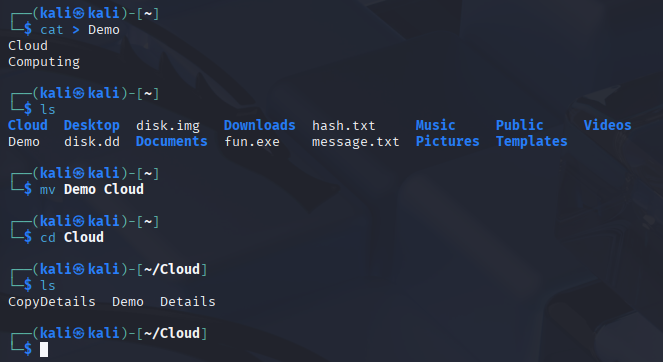 ┌──(kali㉿kali)-[~]
└─$ cat > Demo
Cloud
Computing
┌──(kali㉿kali)-[~]
└─$ ls
Cloud Desktop disk.img Downloads hash.txt Music Public Videos
Demo disk.dd Documents fun.exe message.txt Pictures Templates
┌──(kali㉿kali)-[~]
└─$ mv Demo Cloud
┌──(kali㉿kali)-[~]
└─$ cd Cloud
┌──(kali㉿kali)-[~/Cloud]
└─$ ls
CopyDetails Demo Details
┌──(kali㉿kali)-[~/Cloud]
└─$